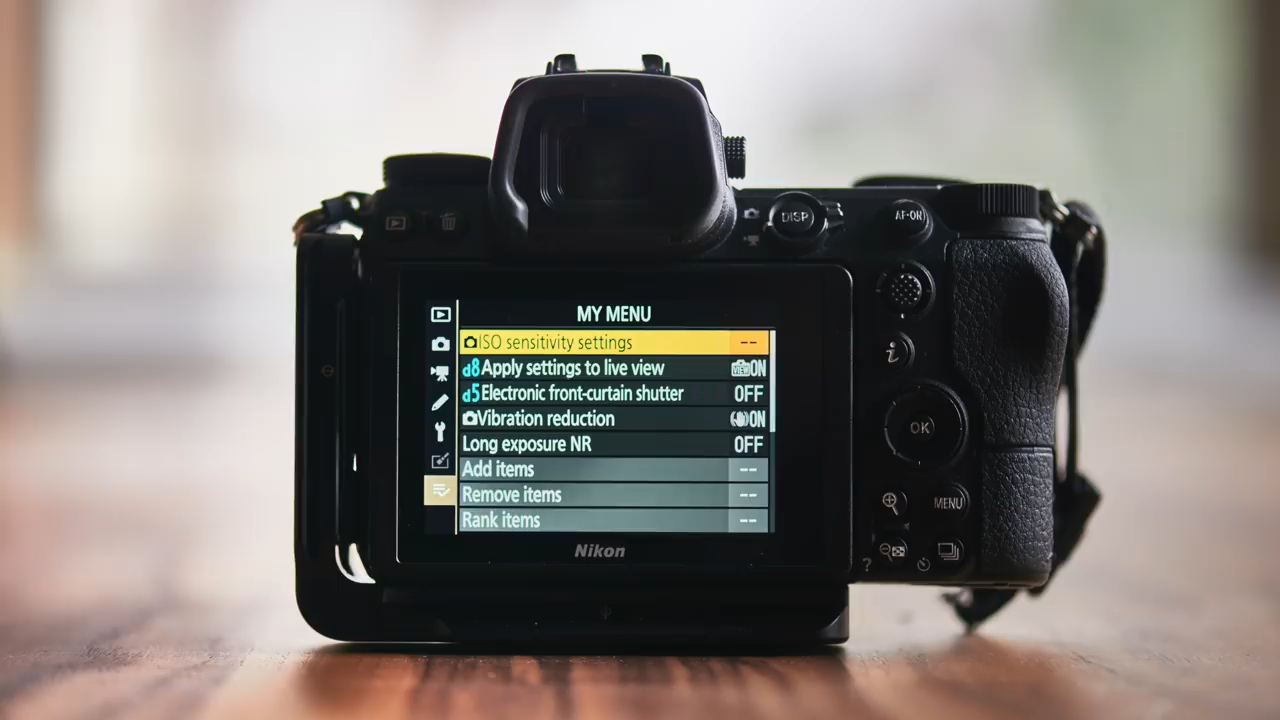 DISP
AF-ON
MY MENU
ISO sensitivity settings --
d8 Apply settings to live view VIEW ON
d5 Electronic front-curtain shutter OFF
Vibration reduction ON
Long exposure NR OFF
Add items --
Remove items --
Rank items --
i
OK
MENU
?
Nikon